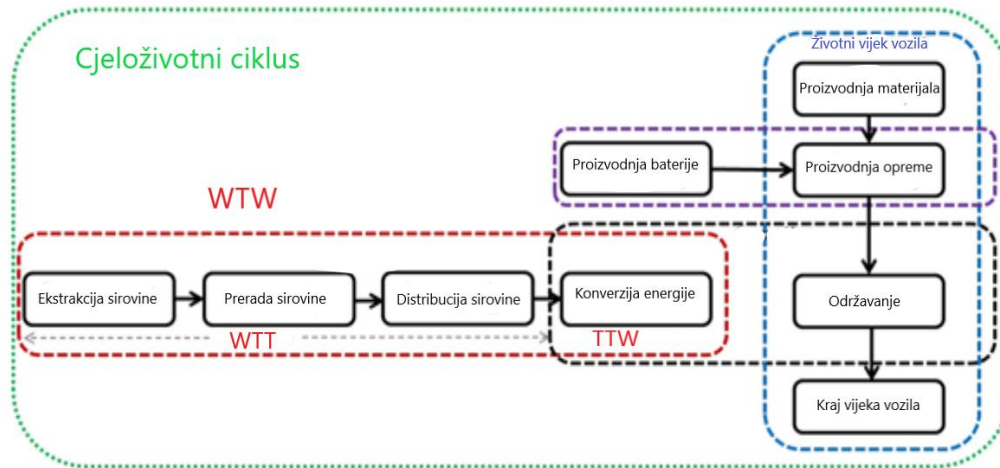 Cjeloživotni ciklus
Životni vijek vozila
Proizvodnja materijala
Proizvodnja baterije
Proizvodnja opreme
WTW
Ekstrakcija sirovine
Prerada sirovine
Distribucija sirovine
Konverzija energije
Održavanje
WTT
TTW
Kraj vijeka vozila